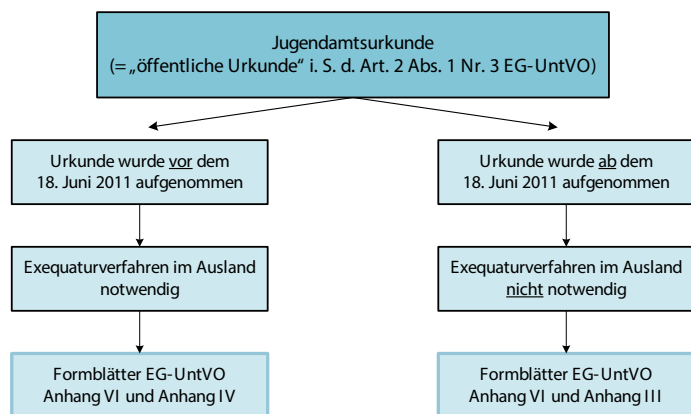 Jugendamtsurkunde
(= „öffentliche Urkunde“ i. S. d. Art. 2 Abs. 1 Nr. 3 EG-UntVO)
Urkunde wurde vor dem
18. Juni 2011 aufgenommen
Exequaturverfahren im Ausland
notwendig
Formblätter EG-UntVO
Anhang VI und Anhang IV
Urkunde wurde ab dem
18. Juni 2011 aufgenommen
Exequaturverfahren im Ausland
nicht notwendig
Formblätter EG-UntVO
Anhang VI und Anhang III